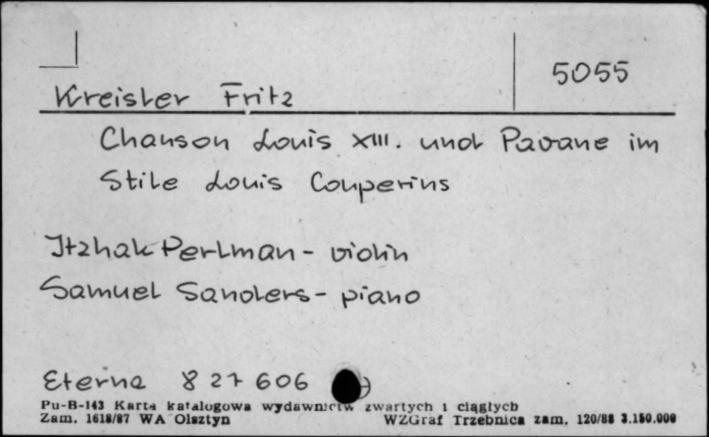 5055
Kreisler Fritz
Chanson Louis XIII. und Pavane im
Stile Louis Couperins
Itzhak Perlman - violin
Samuel Sanders - piano
Eterna 8 27 606
Pu-B-143 Karta katalogowa wydawnictw zwartych i ciągłych
Zam. 1618/87 WA Olsztyn WZGraf Trzebnica zam. 120/88 3.150.000